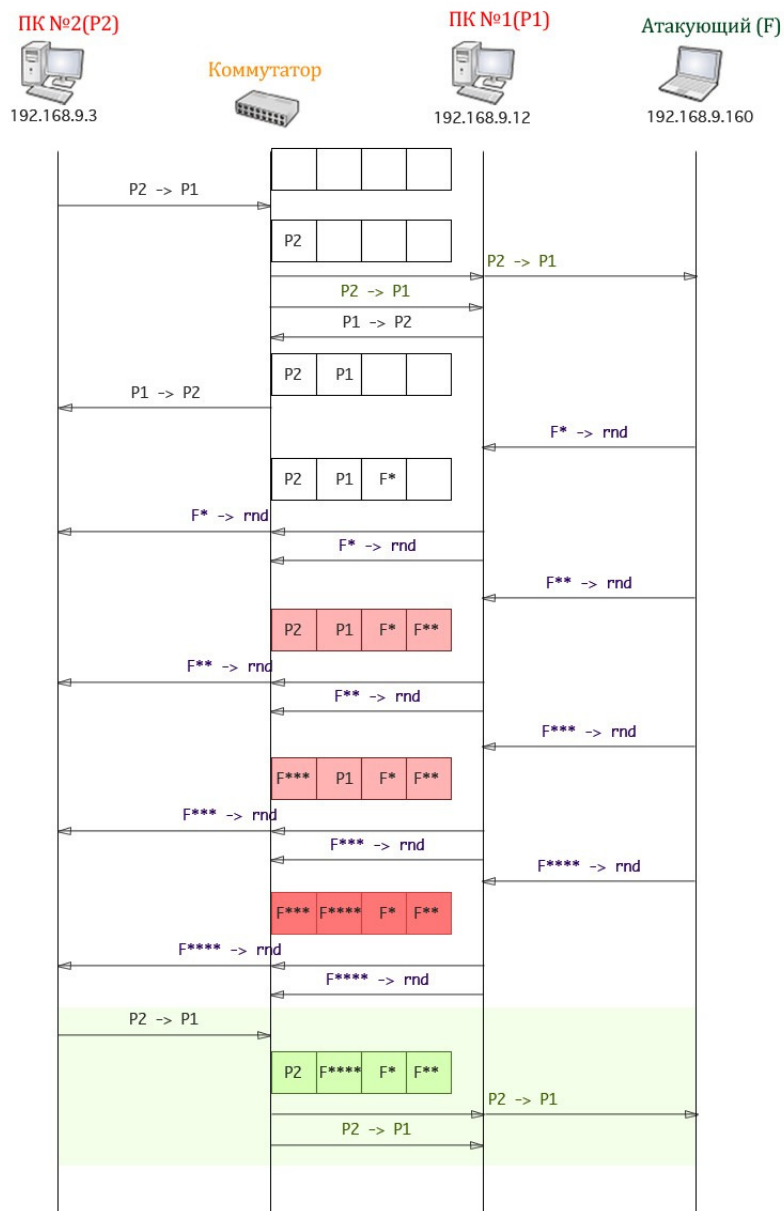 ПК №2(P2)
ПК №1(P1)
Атакующий (F)
Коммутатор
192.168.9.3
192.168.9.12
192.168.9.160
P2 -> P1
P2
P2 -> P1
P2 -> P1
P1 -> P2
P2 P1
P1 -> P2
F* -> rnd
P2 P1 F*
F* -> rnd
F* -> rnd
F** -> rnd
P2 P1 F* F**
F** -> rnd
F** -> rnd
F*** -> rnd
F*** P1 F* F**
F*** -> rnd
F*** -> rnd
F**** -> rnd
F*** F**** F* F**
F**** -> rnd
F**** -> rnd
P2 -> P1
P2 F**** F* F**
P2 -> P1
P2 -> P1